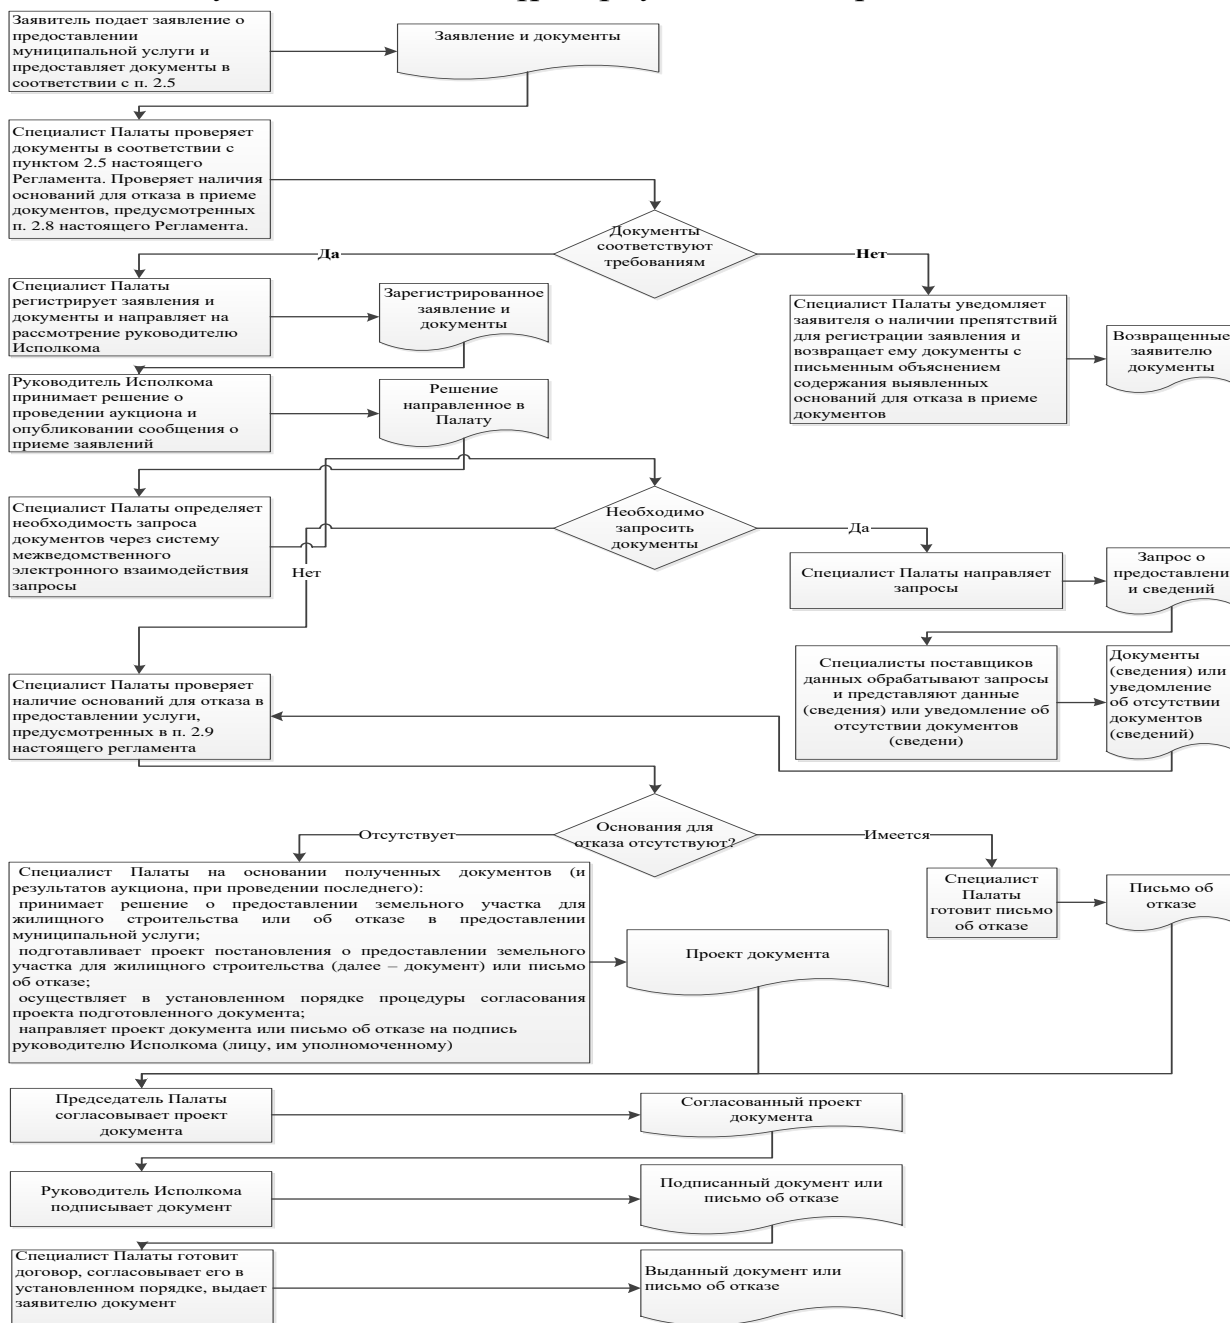 Заявитель подает заявление о
предоставлении
муниципальной услуги и
предоставляет документы в
соответствии с п. 2.5
Заявление и документы
Специалист Палаты проверяет
документы в соответствии с
пунктом 2.5 настоящего
Регламента. Проверяет наличия
оснований для отказа в приеме
документов, предусмотренных
п. 2.8 настоящего Регламента.
Документы
соответствуют
требованиям
Да
Нет
Специалист Палаты
регистрирует заявления и
документы и направляет на
рассмотрение руководителю
Исполкома
Зарегистрированное
заявление и
документы
Специалист Палаты уведомляет
заявителя о наличии препятствий
для регистрации заявления и
возвращает ему документы с
письменным объяснением
содержания выявленных
оснований для отказа в приеме
документов
Возвращенные
заявителю
документы
Руководитель Исполкома
принимает решение о
проведении аукциона и
опубликовании сообщения о
приеме заявлений
Решение
направленное в
Палату
Специалист Палаты определяет
необходимость запроса
документов через систему
межведомственного
электронного взаимодействия
запросы
Необходимо
запросить
документы
Да
Нет
Специалист Палаты направляет
запросы
Запрос о
предоставлени
и сведений
Специалисты поставщиков
данных обрабатывают запросы
и представляют данные
(сведения) или уведомление об
отсутствии документов
(сведени)
Документы
(сведения) или
уведомление
об отсутствии
документов
(сведений)
Специалист Палаты проверяет
наличие оснований для отказа в
предоставлении услуги,
предусмотренных в п. 2.9
настоящего регламента
Основания для
отказа отсутствуют?
Отсутствует
Имеется
Специалист Палаты на основании полученных документов (и
результатов аукциона, при проведении последнего):
принимает решение о предоставлении земельного участка для
жилищного строительства или об отказе в предоставлении
муниципальной услуги;
подготавливает проект постановления о предоставлении земельного
участка для жилищного строительства (далее – документ) или письмо
об отказе;
осуществляет в установленном порядке процедуры согласования
проекта подготовленного документа;
направляет проект документа или письмо об отказе на подпись
руководителю Исполкома (лицу, им уполномоченному)
Проект документа
Специалист
Палаты
готовит письмо
об отказе
Письмо об
отказе
Председатель Палаты
согласовывает проект
документа
Согласованный проект
документа
Руководитель Исполкома
подписывает документ
Подписанный документ или
письмо об отказе
Специалист Палаты готовит
договор, согласовывает его в
установленном порядке, выдает
заявителю документ
Выданный документ или
письмо об отказе